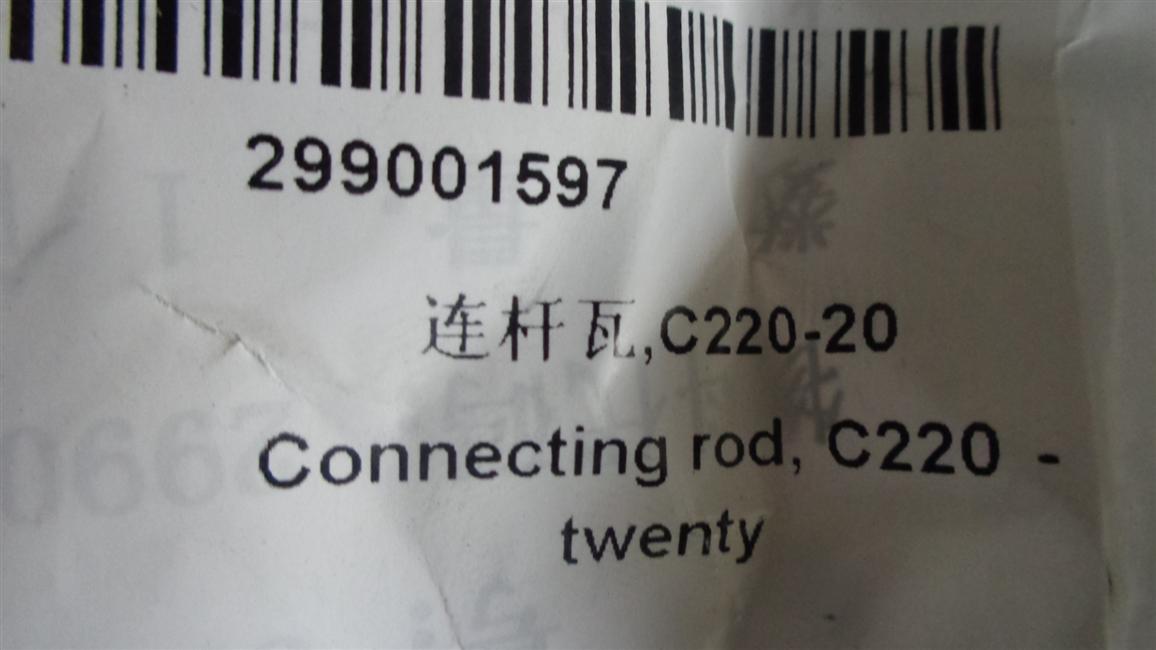 299001597
连杆瓦,C220-20
Connecting rod, C220 -
twenty